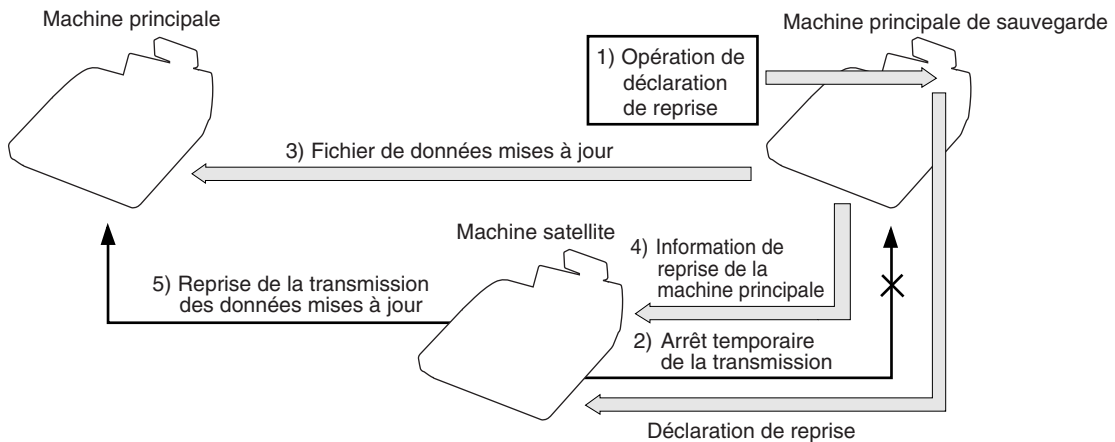 Machine principale
Machine principale de sauvegarde
1) Opération de
déclaration
de reprise
3) Fichier de données mises à jour
Machine satellite
4) Information de
reprise de la
machine principale
5) Reprise de la transmission
des données mises à jour
2) Arrêt temporaire
de la transmission
Déclaration de reprise